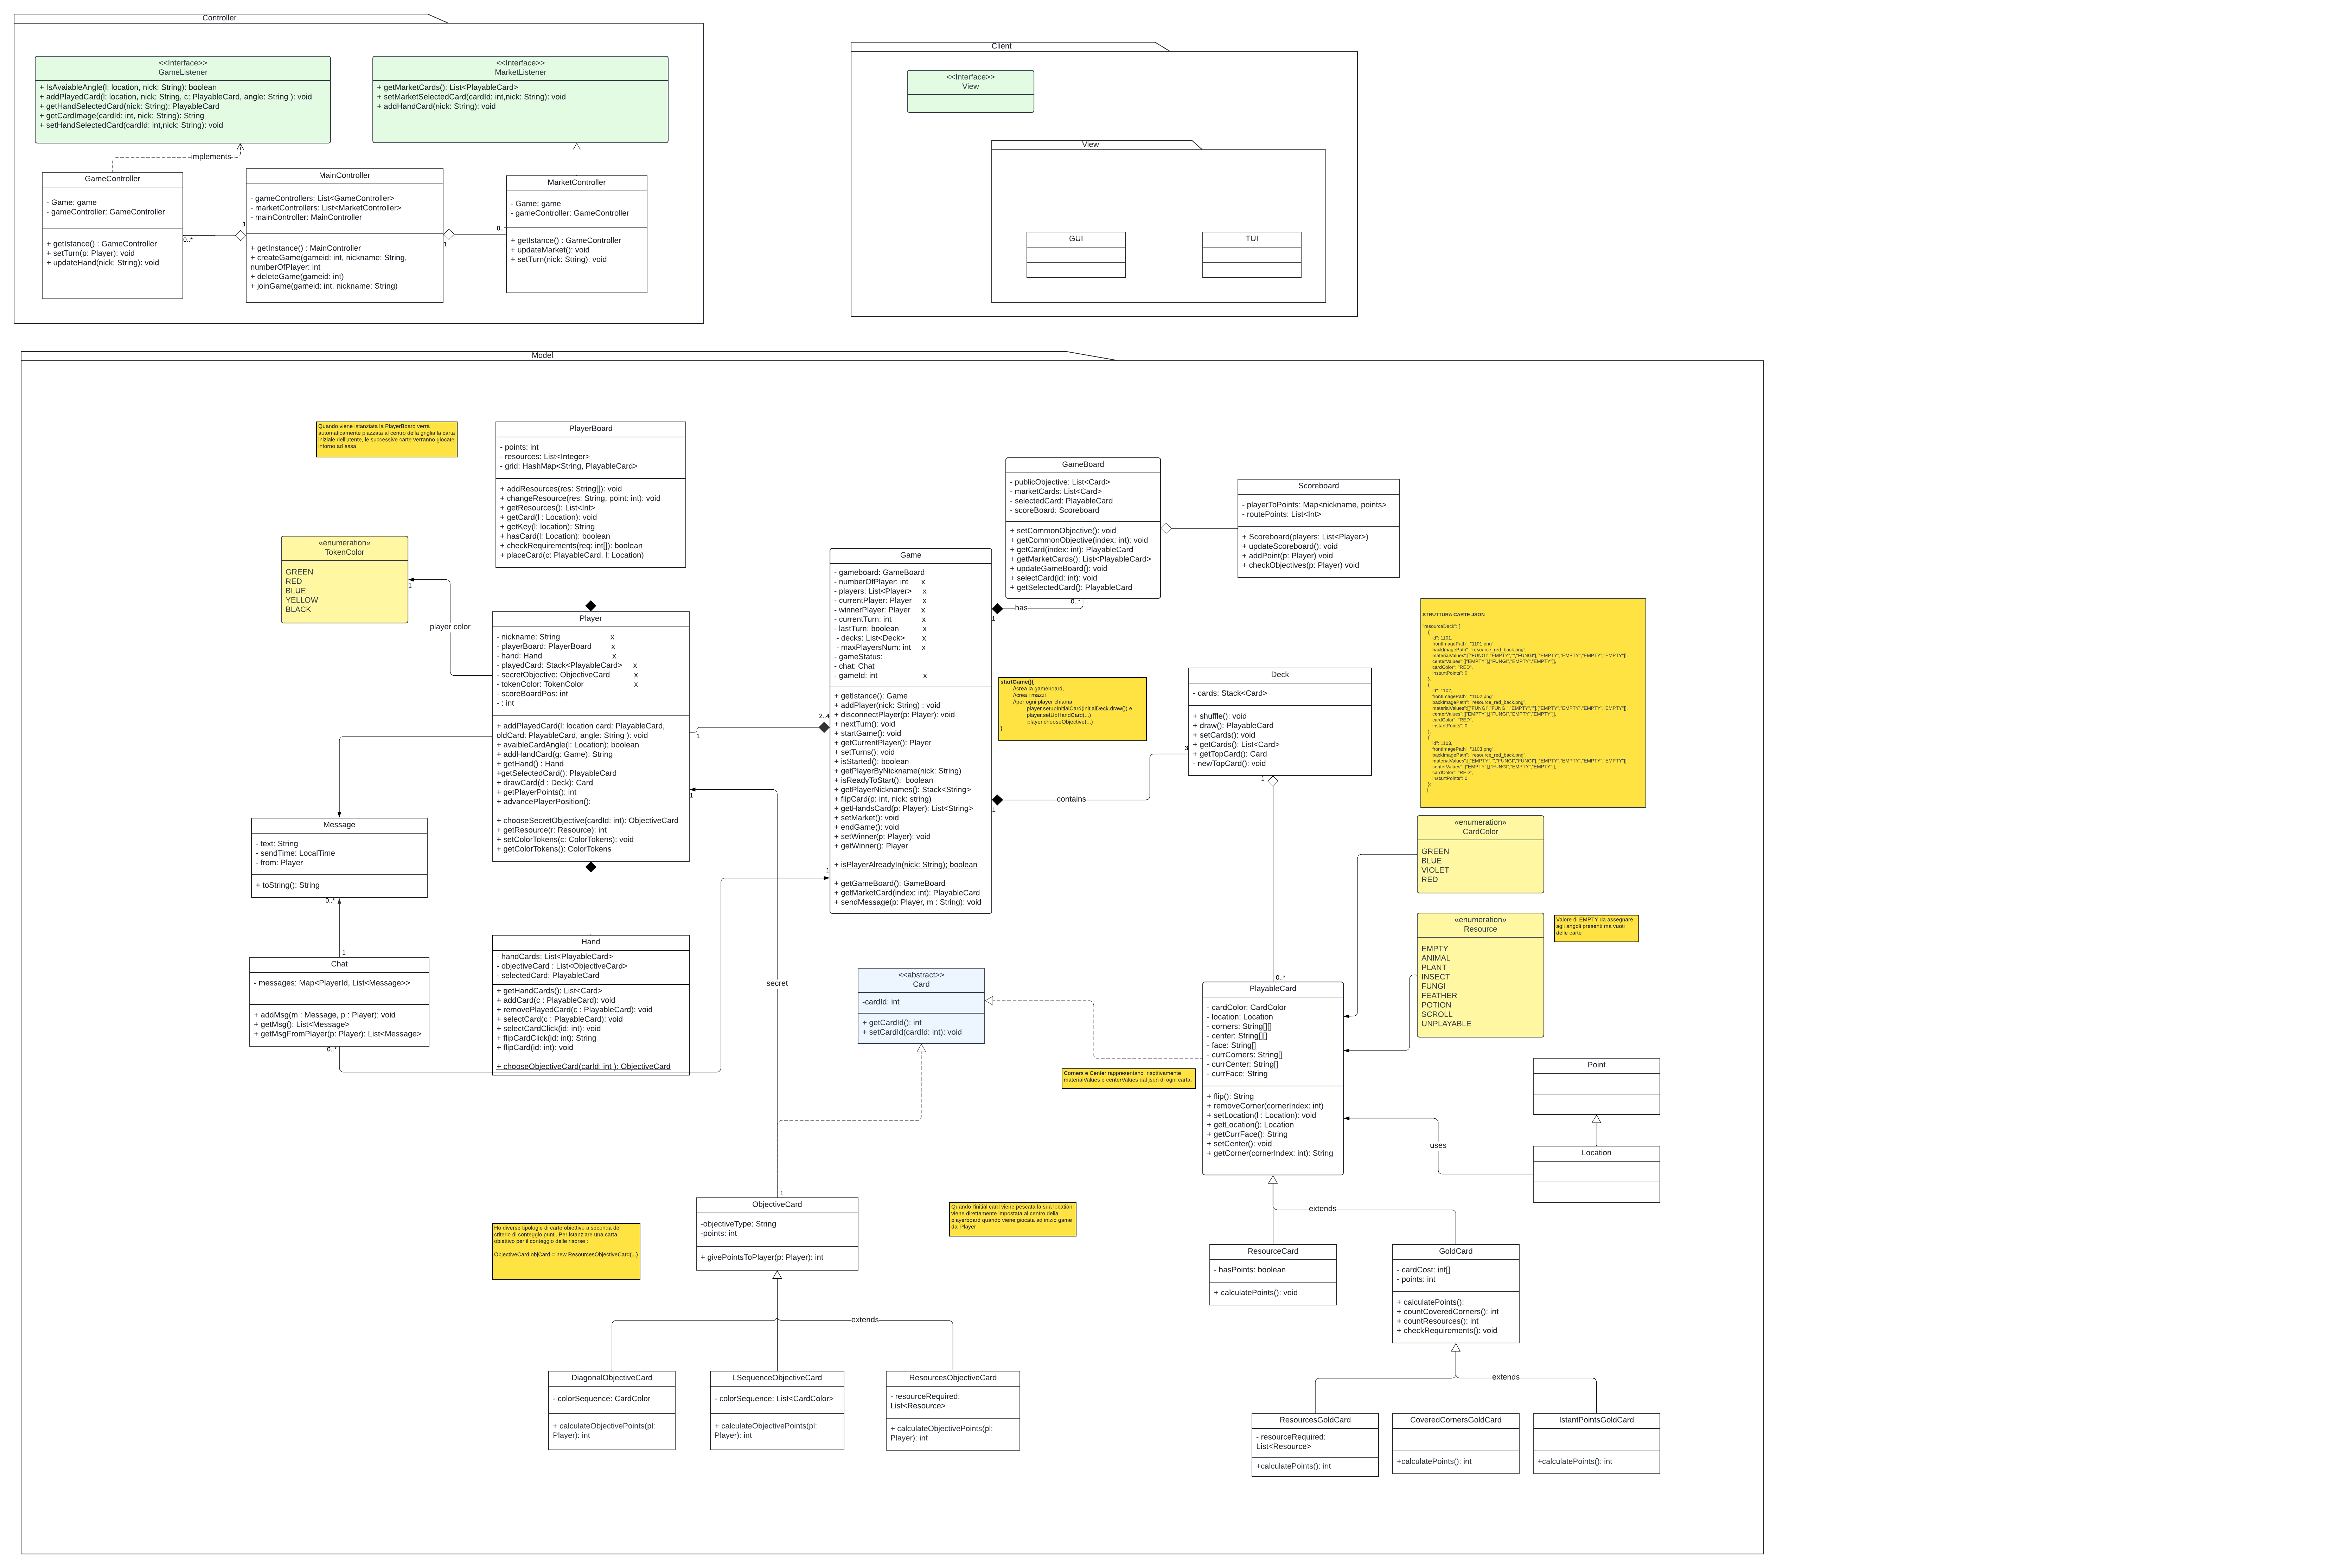 Controller
<<Interface>>
GameListener
+ IsAvaiableAngle(l: location, nick: String): boolean
+ addPlayedCard(l: location, nick: String, c: PlayableCard, angle: String ): void
+ getHandSelectedCard(nick: String): PlayableCard
+ getCardImage(cardId: int, nick: String): String
+ setHandSelectedCard(cardId: int,nick: String): void
<<Interface>>
MarketListener
+ getMarketCards(): List<PlayableCard>
+ setMarketSelectedCard(cardId: int,nick: String): void
+ addHandCard(nick: String): void
implements
GameController
- Game: game
- gameController: GameController
+ getIstance() : GameController
+ setTurn(p: Player): void
+ updateHand(nick: String): void
0..*
1
MainController
- gameControllers: List<GameController>
- marketControllers: List<MarketController>
- mainController: MainController
+ getInstance() : MainController
+ createGame(gameid: int, nickname: String,
numberOfPlayer: int
+ deleteGame(gameid: int)
+ joinGame(gameid: int, nickname: String)
1
0..*
MarketController
- Game: game
- gameController: GameController
+ getIstance() : GameController
+ updateMarket(): void
+ setTurn(nick: String): void
Client
<<Interface>>
View
View
GUI
TUI
Model
Quando viene istanziata la PlayerBoard verrà
automaticamente piazzata al centro della griglia la carta
iniziale dell'utente, le successive carte verranno giocate
intorno ad essa
PlayerBoard
- points: int
- resources: List<Integer>
- grid: HashMap<String, PlayableCard>
+ addResources(res: String[]): void
+ changeResource(res: String, point: int): void
+ getResources(): List<Int>
+ getCard(l : Location): void
+ getKey(l: location): String
+ hasCard(l: Location): boolean
+ checkRequirements(req: int[]): boolean
+ placeCard(c: PlayableCard, l: Location)
GameBoard
- publicObjective: List<Card>
- marketCards: List<Card>
- selectedCard: PlayableCard
- scoreBoard: Scoreboard
+ setCommonObjective(): void
+ getCommonObjective(index: int): void
+ getCard(index: int): PlayableCard
+ getMarketCards(): List<PlayableCard>
+ updateGameBoard(): void
+ selectCard(id: int): void
+ getSelectedCard(): PlayableCard
0..*
has
1
Scoreboard
- playerToPoints: Map<nickname, points>
- routePoints: List<Int>
+ Scoreboard(players: List<Player>)
+ updateScoreboard(): void
+ addPoint(p: Player) void
+ checkObjectives(p: Player) void
«enumeration»
TokenColor
GREEN
RED
BLUE
YELLOW
BLACK
1
player color
Player
- nickname: String x
- playerBoard: PlayerBoard x
- hand: Hand x
- playedCard: Stack<PlayableCard> x
- secretObjective: ObjectiveCard x
- tokenColor: TokenColor x
- scoreBoardPos: int
- : int
+ addPlayedCard(l: location card: PlayableCard,
oldCard: PlayableCard, angle: String ): void
+ avaibleCardAngle(l: Location): boolean
+ addHandCard(g: Game): String
+ getHand() : Hand
+getSelectedCard(): PlayableCard
+ drawCard(d : Deck): Card
+ getPlayerPoints(): int
+ advancePlayerPosition():
+ chooseSecretObjective(cardId: int): ObjectiveCard
+ getResource(r: Resource): int
+ setColorTokens(c: ColorTokens): void
+ getColorTokens(): ColorTokens
1
2..4
1
Game
- gameboard: GameBoard
- numberOfPlayer: int x
- players: List<Player> x
- currentPlayer: Player x
- winnerPlayer: Player x
- currentTurn: int x
- lastTurn: boolean x
- decks: List<Deck> x
- maxPlayersNum: int x
- gameStatus:
- chat: Chat
- gameId: int x
+ getIstance(): Game
+ addPlayer(nick: String) : void
+ disconnectPlayer(p: Player): void
+ nextTurn(): void
+ startGame(): void
+ getCurrentPlayer(): Player
+ setTurns(): void
+ isStarted(): boolean
+ getPlayerByNickname(nick: String)
+ isReadyToStart(): boolean
+ getPlayerNicknames(): Stack<String>
+ flipCard(p: int, nick: string)
+ getHandsCard(p: Player): List<String>
+ setMarket(): void
+ endGame(): void
+ setWinner(p: Player): void
+ getWinner(): Player
+ isPlayerAlreadyIn(nick: String); boolean
+ getGameBoard(): GameBoard
+ getMarketCard(index: int): PlayableCard
+ sendMessage(p: Player, m : String): void
1
startGame(){
//crea la gameboard,
//crea i mazzi
//per ogni player chiama:
player.setupInitialCard(initialDeck.draw()) e
player.setUpHandCard(...)
player.chooseObjective(...)
}
Deck
- cards: Stack<Card>
+ shuffle(): void
+ draw(): PlayableCard
+ setCards(): void
+ getCards(): List<Card>
+ getTopCard(): Card
- newTopCard(): void
3
contains
1
1
0..*
STRUTTURA CARTE JSON
"resourceDeck": [
{
"id": 1101,
"frontImagePath": "1101.png",
"backImagePath": "resource_red_back.png",
"materialValues":[["FUNGI","EMPTY","","FUNGI"],["EMPTY","EMPTY","EMPTY","EMPTY"]],
"centerValues":[["EMPTY"],["FUNGI","EMPTY","EMPTY"]],
"cardColor": "RED",
"instantPoints": 0
},
{
"id": 1102,
"frontImagePath": "1102.png",
"backImagePath": "resource_red_back.png",
"materialValues":[["FUNGI","FUNGI","EMPTY",""],["EMPTY","EMPTY","EMPTY","EMPTY"]],
"centerValues":[["EMPTY"],["FUNGI","EMPTY","EMPTY"]],
"cardColor": "RED",
"instantPoints": 0
},
{
"id": 1103,
"frontImagePath": "1103.png",
"backImagePath": "resource_red_back.png",
"materialValues":[["EMPTY","","FUNGI","FUNGI"],["EMPTY","EMPTY","EMPTY","EMPTY"]],
"centerValues":[["EMPTY"],["FUNGI","EMPTY","EMPTY"]],
"cardColor": "RED",
"instantPoints": 0
},
]
«enumeration»
CardColor
GREEN
BLUE
VIOLET
RED
«enumeration»
Resource
EMPTY
ANIMAL
PLANT
INSECT
FUNGI
FEATHER
POTION
SCROLL
UNPLAYABLE
Valore di EMPTY da assegnare
agli angoli presenti ma vuoti
delle carte
Message
- text: String
- sendTime: LocalTime
- from: Player
+ toString(): String
0..*
1
Chat
- messages: Map<PlayerId, List<Message>>
+ addMsg(m : Message, p : Player): void
+ getMsg(): List<Message>
+ getMsgFromPlayer(p: Player): List<Message>
0..*
Hand
- handCards: List<PlayableCard>
- objectiveCard : List<ObjectiveCard>
- selectedCard: PlayableCard
+ getHandCards(): List<Card>
+ addCard(c : PlayableCard): void
+ removePlayedCard(c : PlayableCard): void
+ selectCard(c : PlayableCard): void
+ selectCardClick(id: int): void
+ flipCardClick(id: int): String
+ flipCard(id: int): void
+ chooseObjectiveCard(carId: int ): ObjectiveCard
secret
<<abstract>>
Card
-cardId: int
+ getCardId(): int
+ setCardId(cardId: int): void
Corners e Center rappresentano rispttivamente
materialValues e centerValues dal json di ogni carta,
PlayableCard
- cardColor: CardColor
- location: Location
- corners: String[][]
- center: String[][]
- face: String[]
- currCorners: String[]
- currCenter: String[]
- currFace: String
+ flip(): String
+ removeCorner(cornerIndex: int)
+ setLocation(l : Location): void
+ getLocation(): Location
+ getCurrFace(): String
+ setCenter(): void
+ getCorner(cornerIndex: int): String
Point
uses
Location
1
ObjectiveCard
-objectiveType: String
-points: int
+ givePointsToPlayer(p: Player): int
Ho diverse tipologie di carte obiettivo a seconda del
criterio di conteggio punti. Per istanziare una carta
obiettivo per il conteggio delle risorse :
ObjectiveCard objCard = new ResourcesObjectiveCard(...)
Quando l'initial card viene pescata la sua location
viene direttamente impostata al centro della
playerboard quando viene giocata ad inizio game
dal Player
extends
ResourceCard
- hasPoints: boolean
+ calculatePoints(): void
GoldCard
- cardCost: int[]
- points: int
+ calculatePoints():
+ countCoveredCorners(): int
+ countResources(): int
+ checkRequirements(): void
extends
DiagonalObjectiveCard
- colorSequence: CardColor
+ calculateObjectivePoints(pl:
Player): int
LSequenceObjectiveCard
- colorSequence: List<CardColor>
+ calculateObjectivePoints(pl:
Player): int
ResourcesObjectiveCard
- resourceRequired:
List<Resource>
+ calculateObjectivePoints(pl:
Player): int
extends
ResourcesGoldCard
- resourceRequired:
List<Resource>
+calculatePoints(): int
CoveredCornersGoldCard
+calculatePoints(): int
IstantPointsGoldCard
+calculatePoints(): int